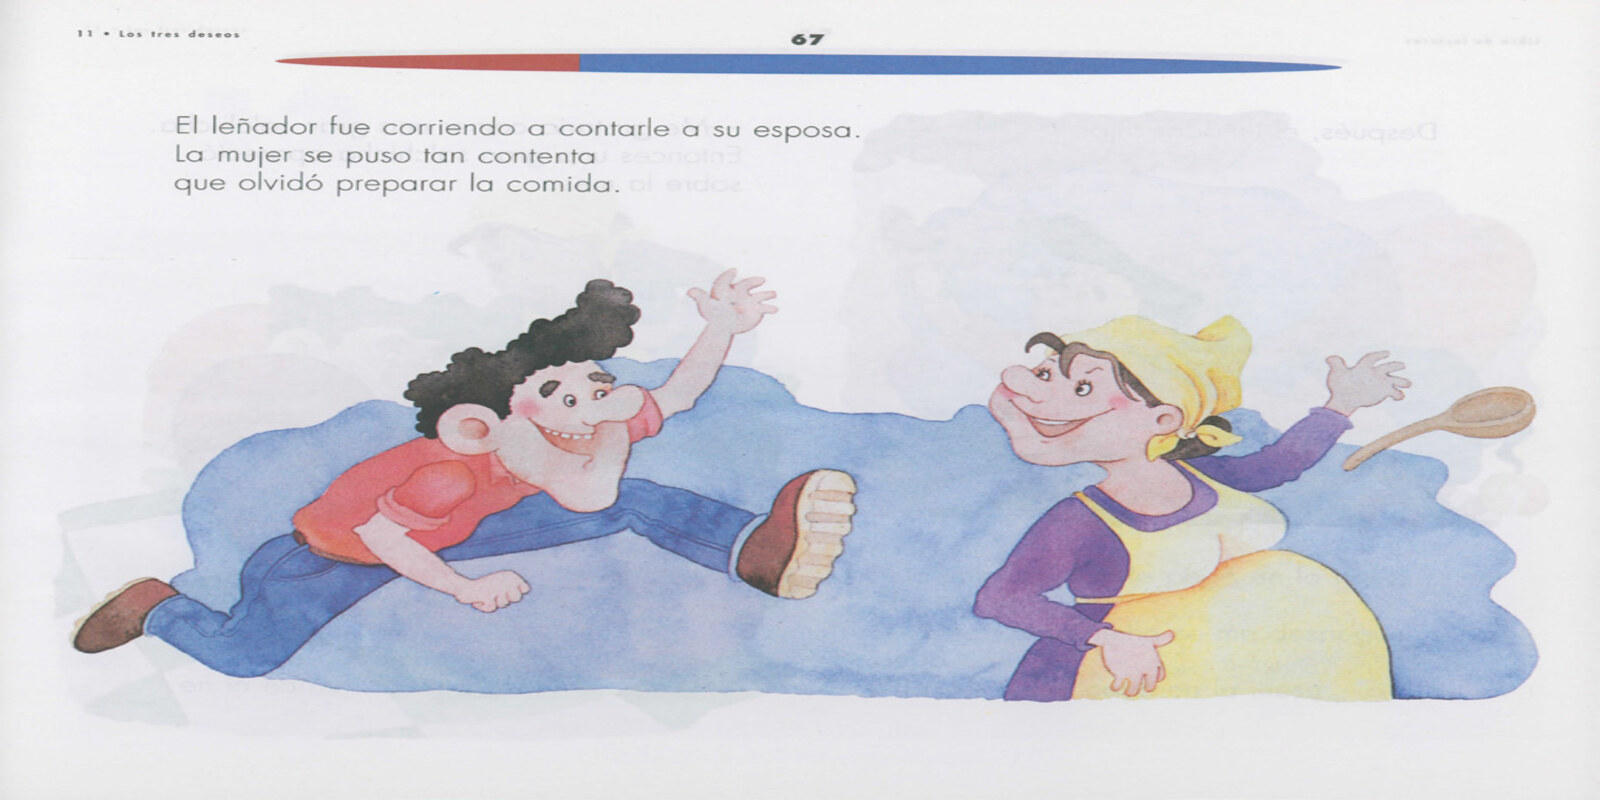 11 • Los tres deseos
67
El leñador fue corriendo a contarle a su esposa.
La mujer se puso tan contenta
que olvidó preparar la comida.